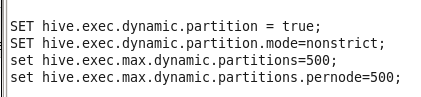 SET hive.exec.dynamic.partition = true;
SET hive.exec.dynamic.partition.mode=nonstrict;
set hive.exec.max.dynamic.partitions=500;
set hive.exec.max.dynamic.partitions.pernode=500;